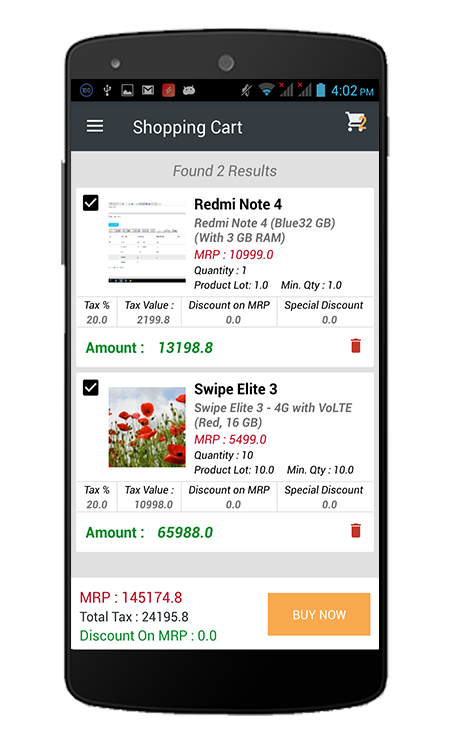 100
4:02 PM
Shopping Cart
2
Found 2 Results
Redmi Note 4
Redmi Note 4 (Blue32 GB)
(With 3 GB RAM)
MRP : 10999.0
Quantity : 1
Product Lot: 1.0 Min. Qty : 1.0
Tax % Tax Value : Discount on MRP Special Discount
20.0 2199.8 0.0 0.0
Amount : 13198.8
Swipe Elite 3
Swipe Elite 3 - 4G with VoLTE
(Red, 16 GB)
MRP : 5499.0
Quantity : 10
Product Lot: 10.0 Min. Qty : 10.0
Tax % Tax Value : Discount on MRP Special Discount
20.0 10998.0 0.0 0.0
Amount : 65988.0
MRP : 145174.8
Total Tax : 24195.8
Discount On MRP : 0.0
BUY NOW